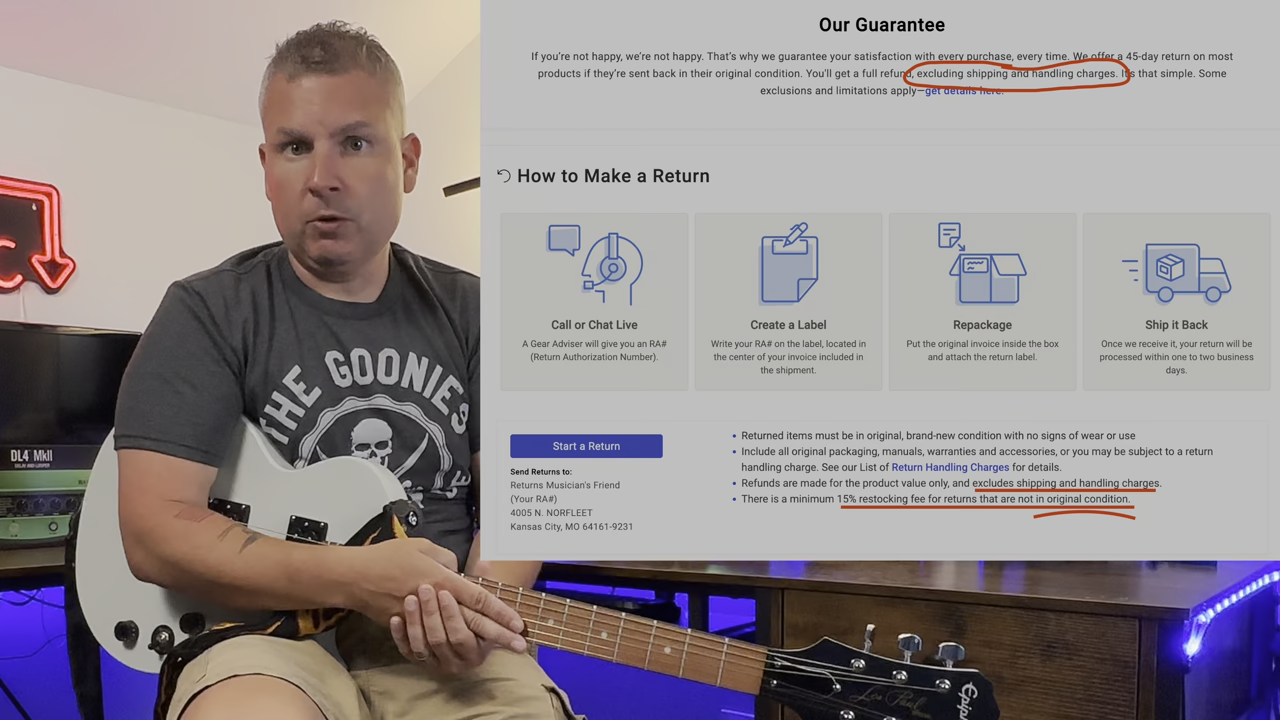 Our Guarantee
If you're not happy, we're not happy. That's why we guarantee your satisfaction with every purchase, every time. We offer a 45-day return on most
products if they're sent back in their original condition. You'll get a full refund, excluding shipping and handling charges. It's that simple. Some
exclusions and limitations apply—get details here.
How to Make a Return
Call or Chat Live
A Gear Adviser will give you an RA#
(Return Authorization Number).
Create a Label
Write your RA# on the label, located in
the center of your invoice included in
the shipment.
Repackage
Put the original invoice inside the box
and attach the return label.
Ship it Back
Once we receive it, your return will be
processed within one to two business
days.
Start a Return
Send Returns to:
Returns Musician's Friend
(Your RA#)
4005 N. NORFLEET
Kansas City, MO 64161-9231
• Returned items must be in original, brand-new condition with no signs of wear or use
• Include all original packaging, manuals, warranties and accessories, or you may be subject to a return
handling charge. See our List of Return Handling Charges for details.
• Refunds are made for the product value only, and excludes shipping and handling charges.
• There is a minimum 15% restocking fee for returns that are not in original condition.
C
THE GOONIES
DL4 MkII
DELAY AND LOOPER
Les Paul
Epiph